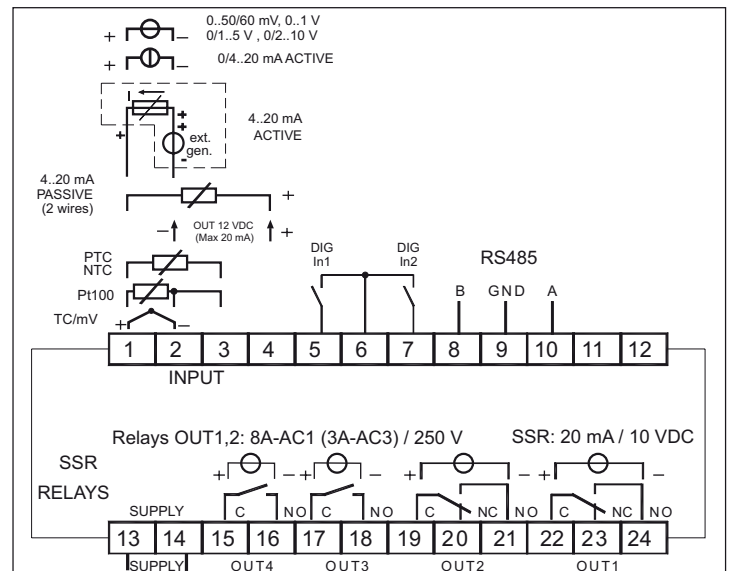 + – 0..50/60 mV, 0..1 V
0/1..5 V , 0/2..10 V
+ – 0/4..20 mA ACTIVE
I
+
+
+
ext.
gen.
-
4..20 mA
ACTIVE
4..20 mA
PASSIVE
(2 wires)
+
– OUT 12 VDC +
(Max 20 mA)
PTC
NTC
Pt100
TC/mV
+ –
DIG
In1
DIG
In2
RS485
B GND A
1 2 3 4 5 6 7 8 9 10 11 12
INPUT
Relays OUT1,2: 8A-AC1 (3A-AC3) / 250 V SSR: 20 mA / 10 VDC
SSR
+ – + – + – + –
RELAYS
SUPPLY C NO C NO C NC NO C NC NO
13 14 15 16 17 18 19 20 21 22 23 24
SUPPLY OUT4 OUT3 OUT2 OUT1